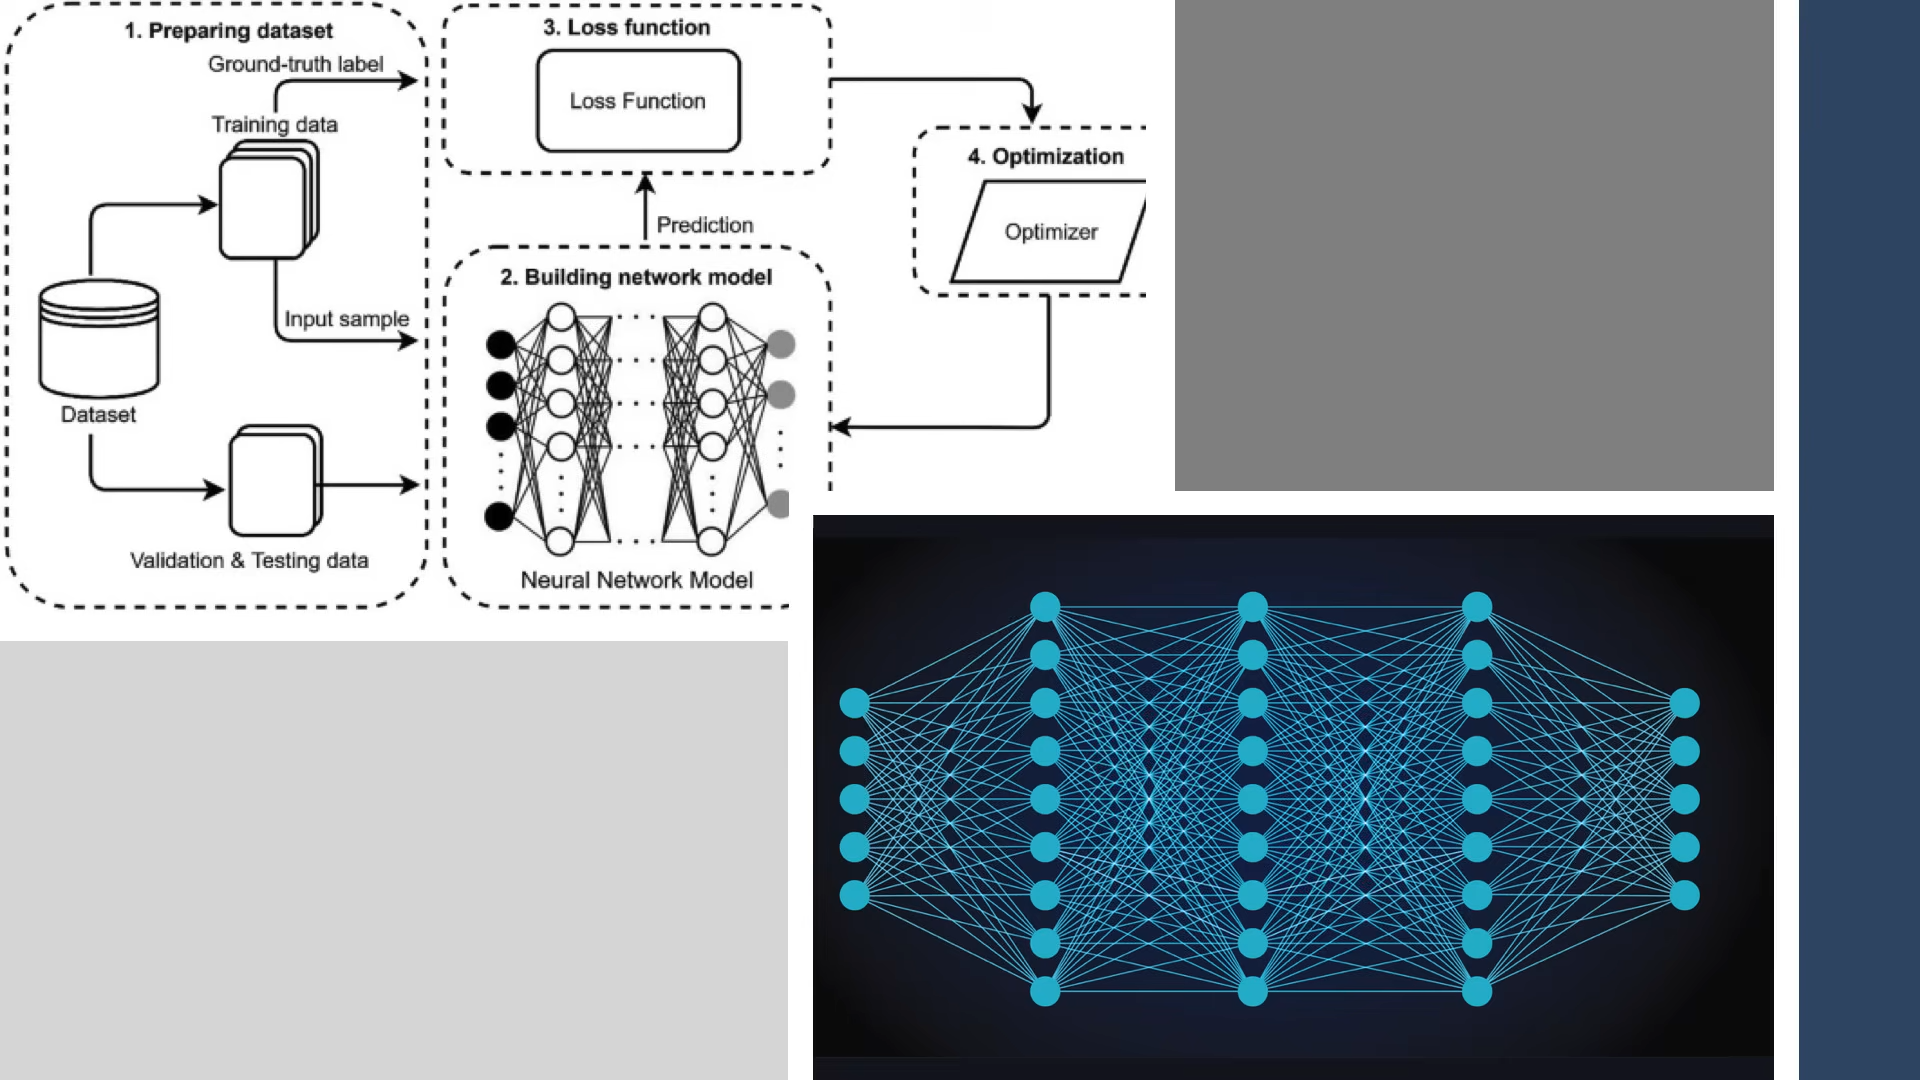 1. Preparing dataset
Ground-truth label
Training data
Input sample
Dataset
Validation & Testing data
3. Loss function
Loss Function
Prediction
2. Building network model
Neural Network Model
4. Optimization
Optimizer